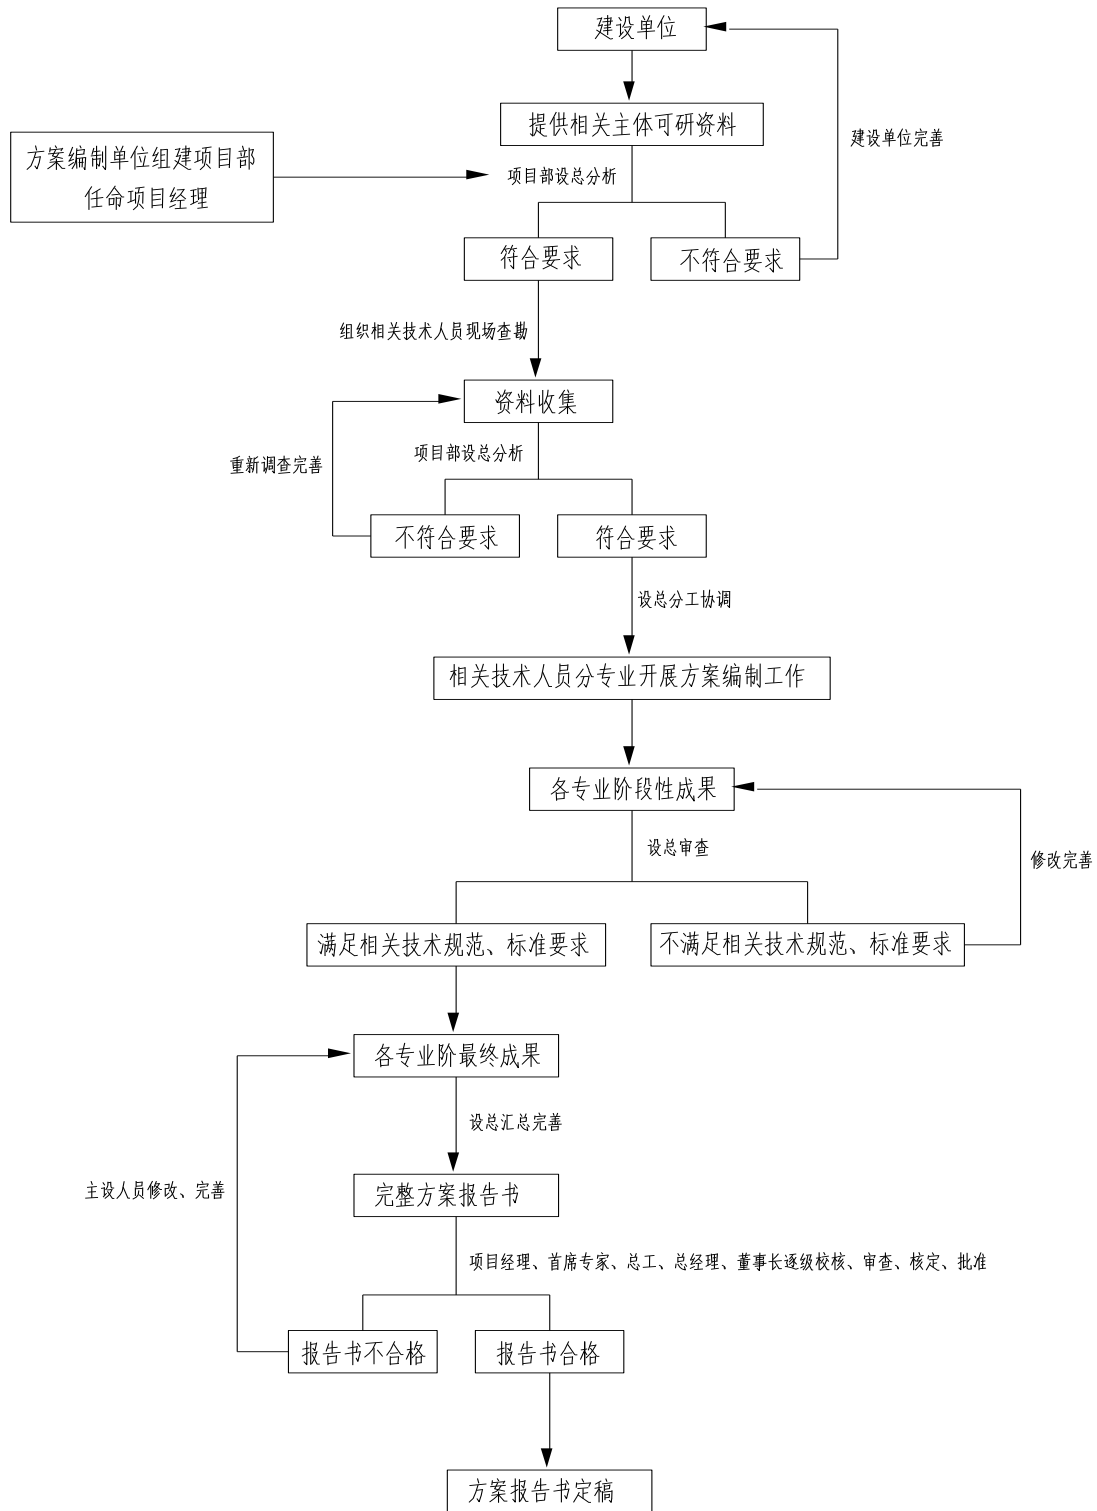 建设单位
提供相关主体可研资料
建设单位完善
方案编制单位组建项目部
任命项目经理
项目部设总分析
符合要求
不符合要求
组织相关技术人员现场查勘
资料收集
项目部设总分析
重新调查完善
不符合要求
符合要求
设总分工协调
相关技术人员分专业开展方案编制工作
各专业阶段性成果
设总审查
修改完善
满足相关技术规范、标准要求
不满足相关技术规范、标准要求
各专业阶最终成果
设总汇总完善
主设人员修改、完善
完整方案报告书
项目经理、首席专家、总工、总经理、董事长逐级校核、审查、核定、批准
报告书不合格
报告书合格
方案报告书定稿